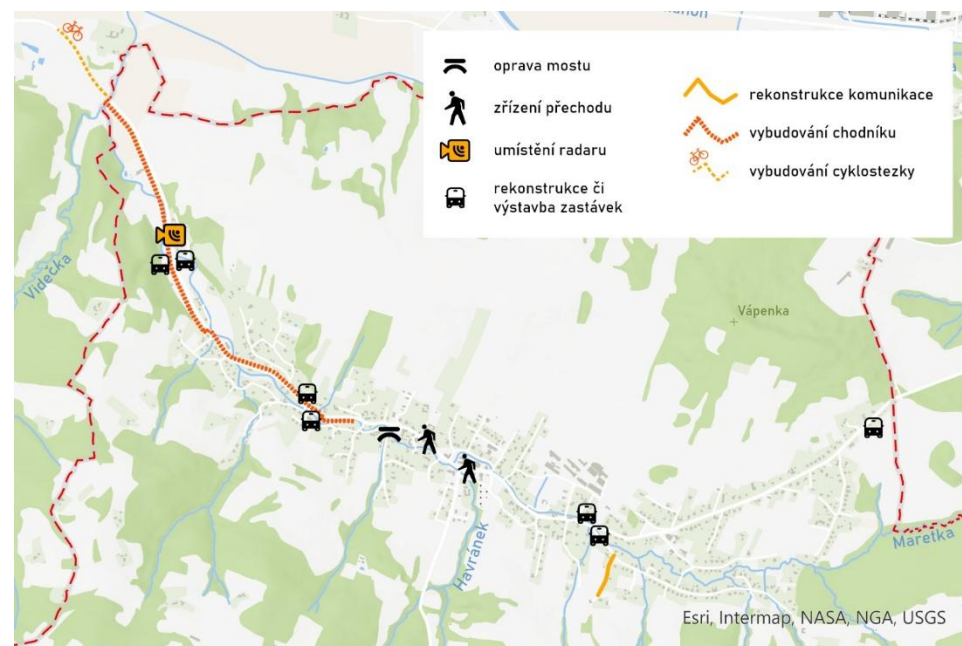 oprava mostu
zřízení přechodu
umístění radaru
rekonstrukce či
výstavba zastávek
rekonstrukce komunikace
vybudování chodníku
vybudování cyklostezky
Videčka
Vápenka
Havránek
Maretka
Esri, Intermap, NASA, NGA, USGS